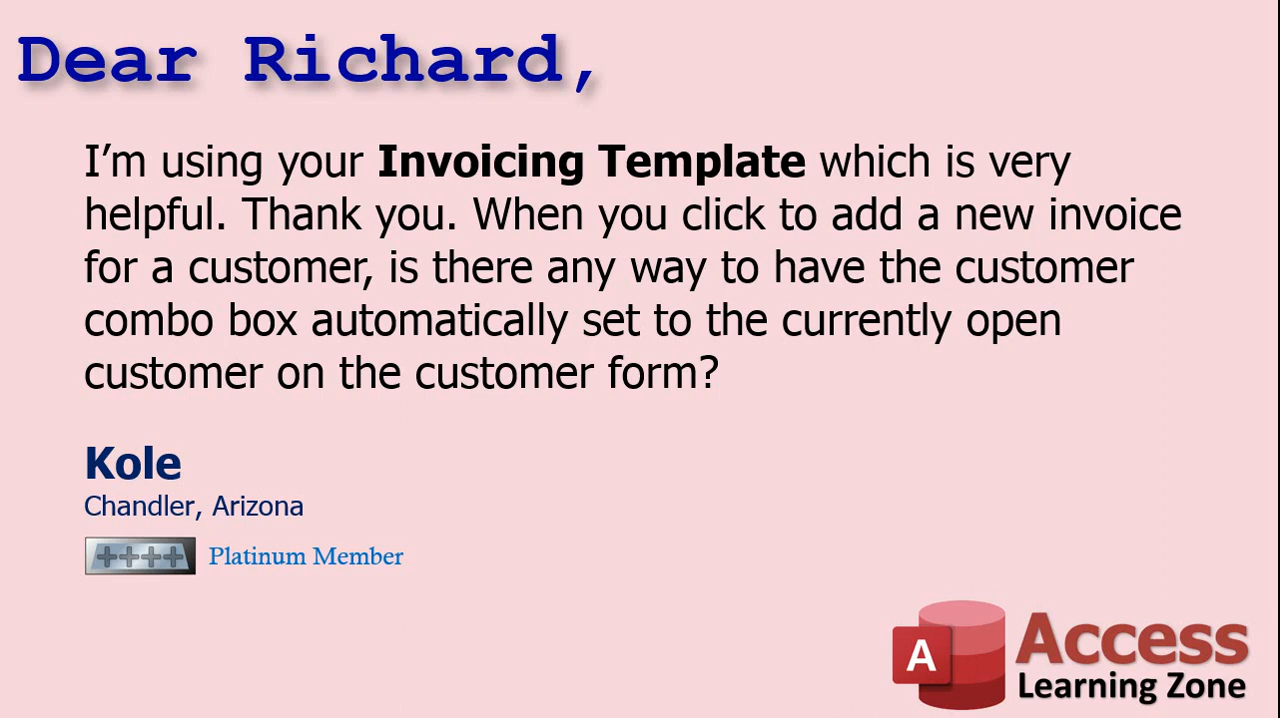 Dear Richard,
I’m using your Invoicing Template which is very
helpful. Thank you. When you click to add a new invoice
for a customer, is there any way to have the customer
combo box automatically set to the currently open
customer on the customer form?
Kole
Chandler, Arizona
++++ Platinum Member
A Access
Learning Zone